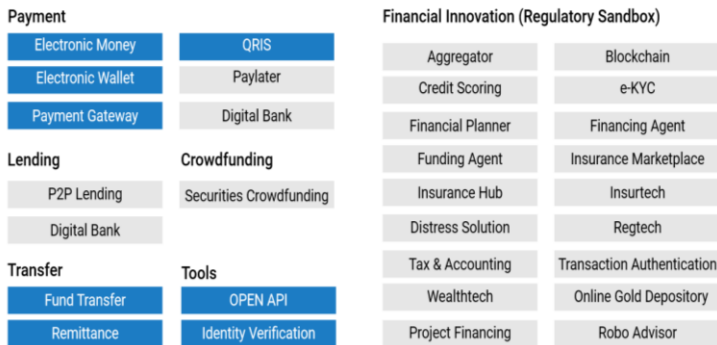 Payment
Electronic Money
QRIS
Electronic Wallet
Paylater
Payment Gateway
Digital Bank
Lending
Crowdfunding
P2P Lending
Securities Crowdfunding
Digital Bank
Transfer
Tools
Fund Transfer
OPEN API
Remittance
Identity Verification
Financial Innovation (Regulatory Sandbox)
Aggregator
Blockchain
Credit Scoring
e-KYC
Financial Planner
Financing Agent
Funding Agent
Insurance Marketplace
Insurance Hub
Insurtech
Distress Solution
Regtech
Tax & Accounting
Transaction Authentication
Wealthtech
Online Gold Depository
Project Financing
Robo Advisor